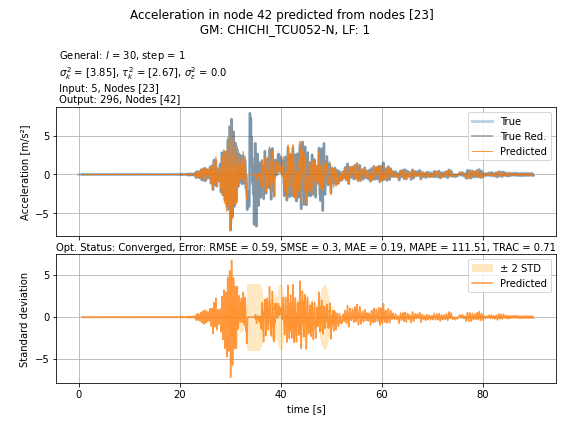 Acceleration in node 42 predicted from nodes [23]
GM: CHICHI_TCU052-N, LF: 1
General: l = 30, step = 1
σ²ₖ = [3.85], τ²ₖ = [2.67], σ²ε = 0.0
Input: 5, Nodes [23]
Output: 296, Nodes [42]
Acceleration [m/s²]
5
0
−5
True
True Red.
Predicted
Opt. Status: Converged, Error: RMSE = 0.59, SMSE = 0.3, MAE = 0.19, MAPE = 111.51, TRAC = 0.71
Standard deviation
5
0
−5
± 2 STD
Predicted
0 20 40 60 80
time [s]